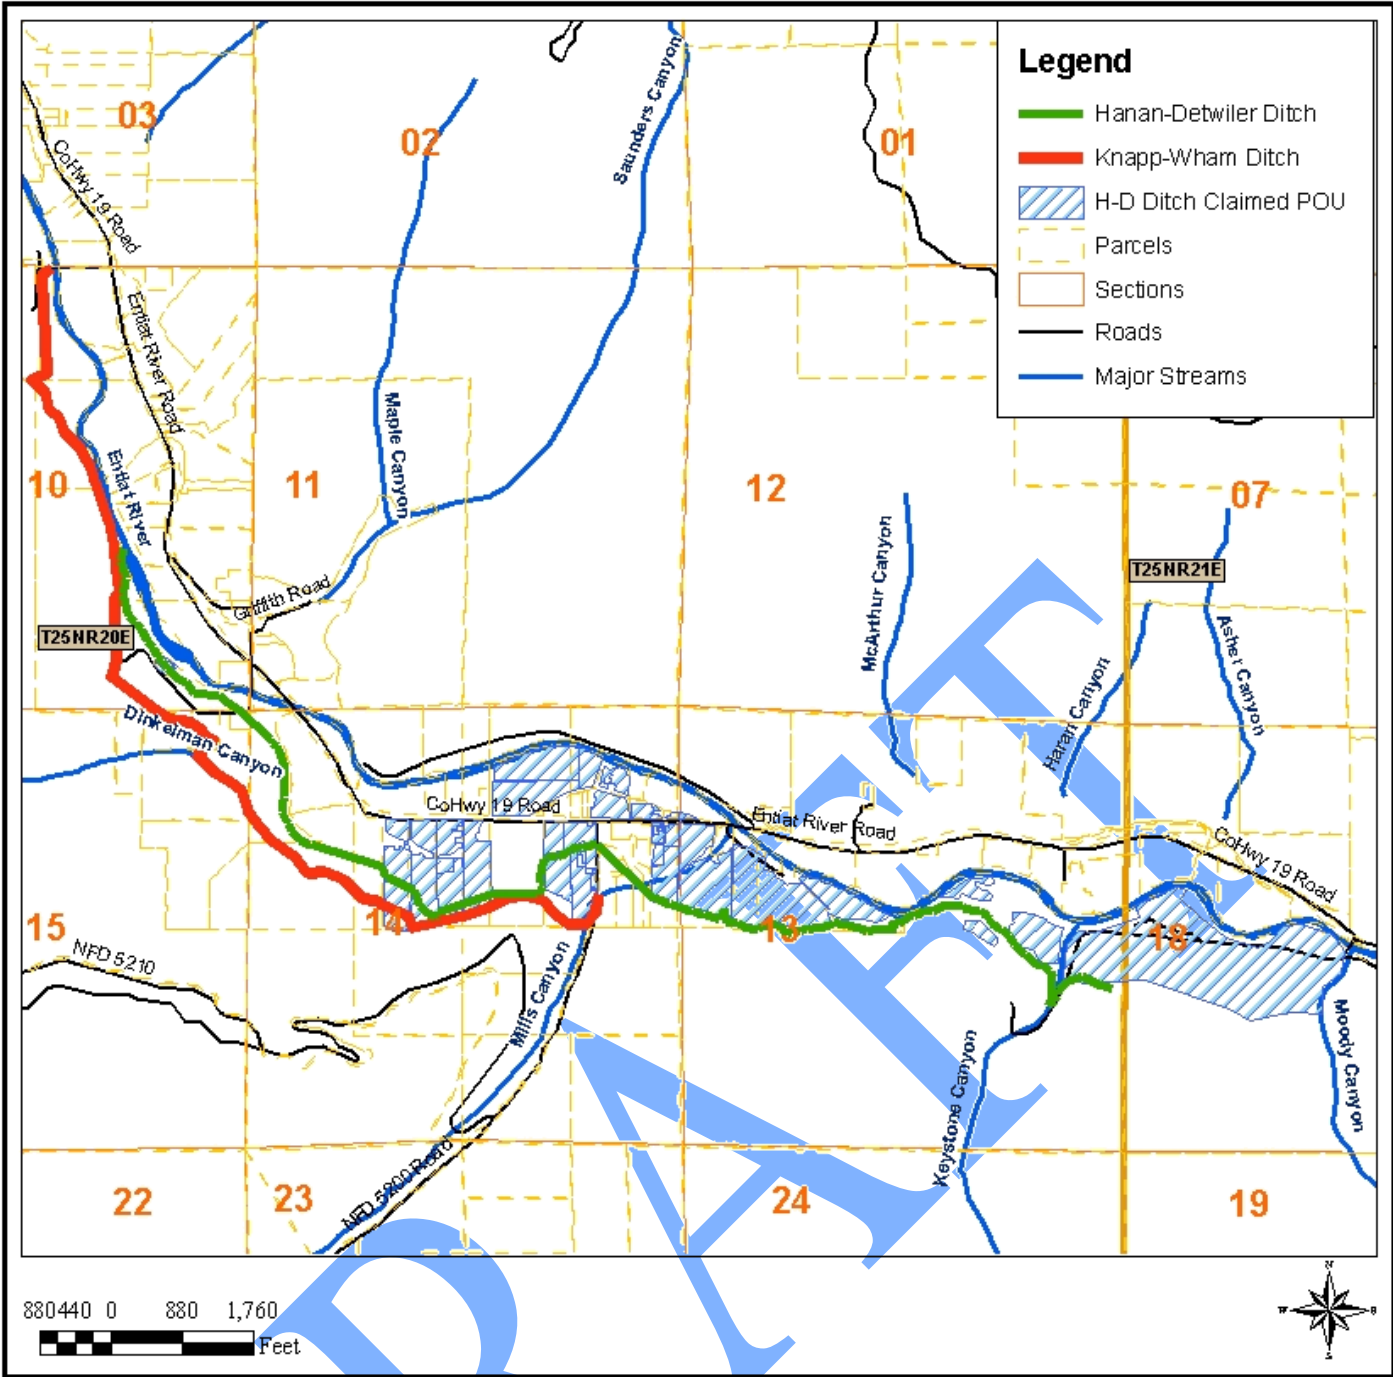 Legend
Hanan-Detwiler Ditch
Knapp-Wham Ditch
H-D Ditch Claimed POU
Parcels
Sections
Roads
Major Streams
03
02
01
CoHwy 19 Road
Saunders Canyon
Entiat River Road
Maple Canyon
10
11
12
07
Entiat River
McArthur Canyon
T25NR21E
Griffith Road
T25NR20E
Asher Canyon
Haran Canyon
Dinkelman Canyon
CoHwy 19 Road
Entiat River Road
CoHwy 19 Road
15
14
13
18
NFD 5210
Mills Canyon
Keystone Canyon
Moody Canyon
NFD 5200 Road
22
23
24
19
DRAFT
880 440 0 880 1,760
Feet
N
W
E
S